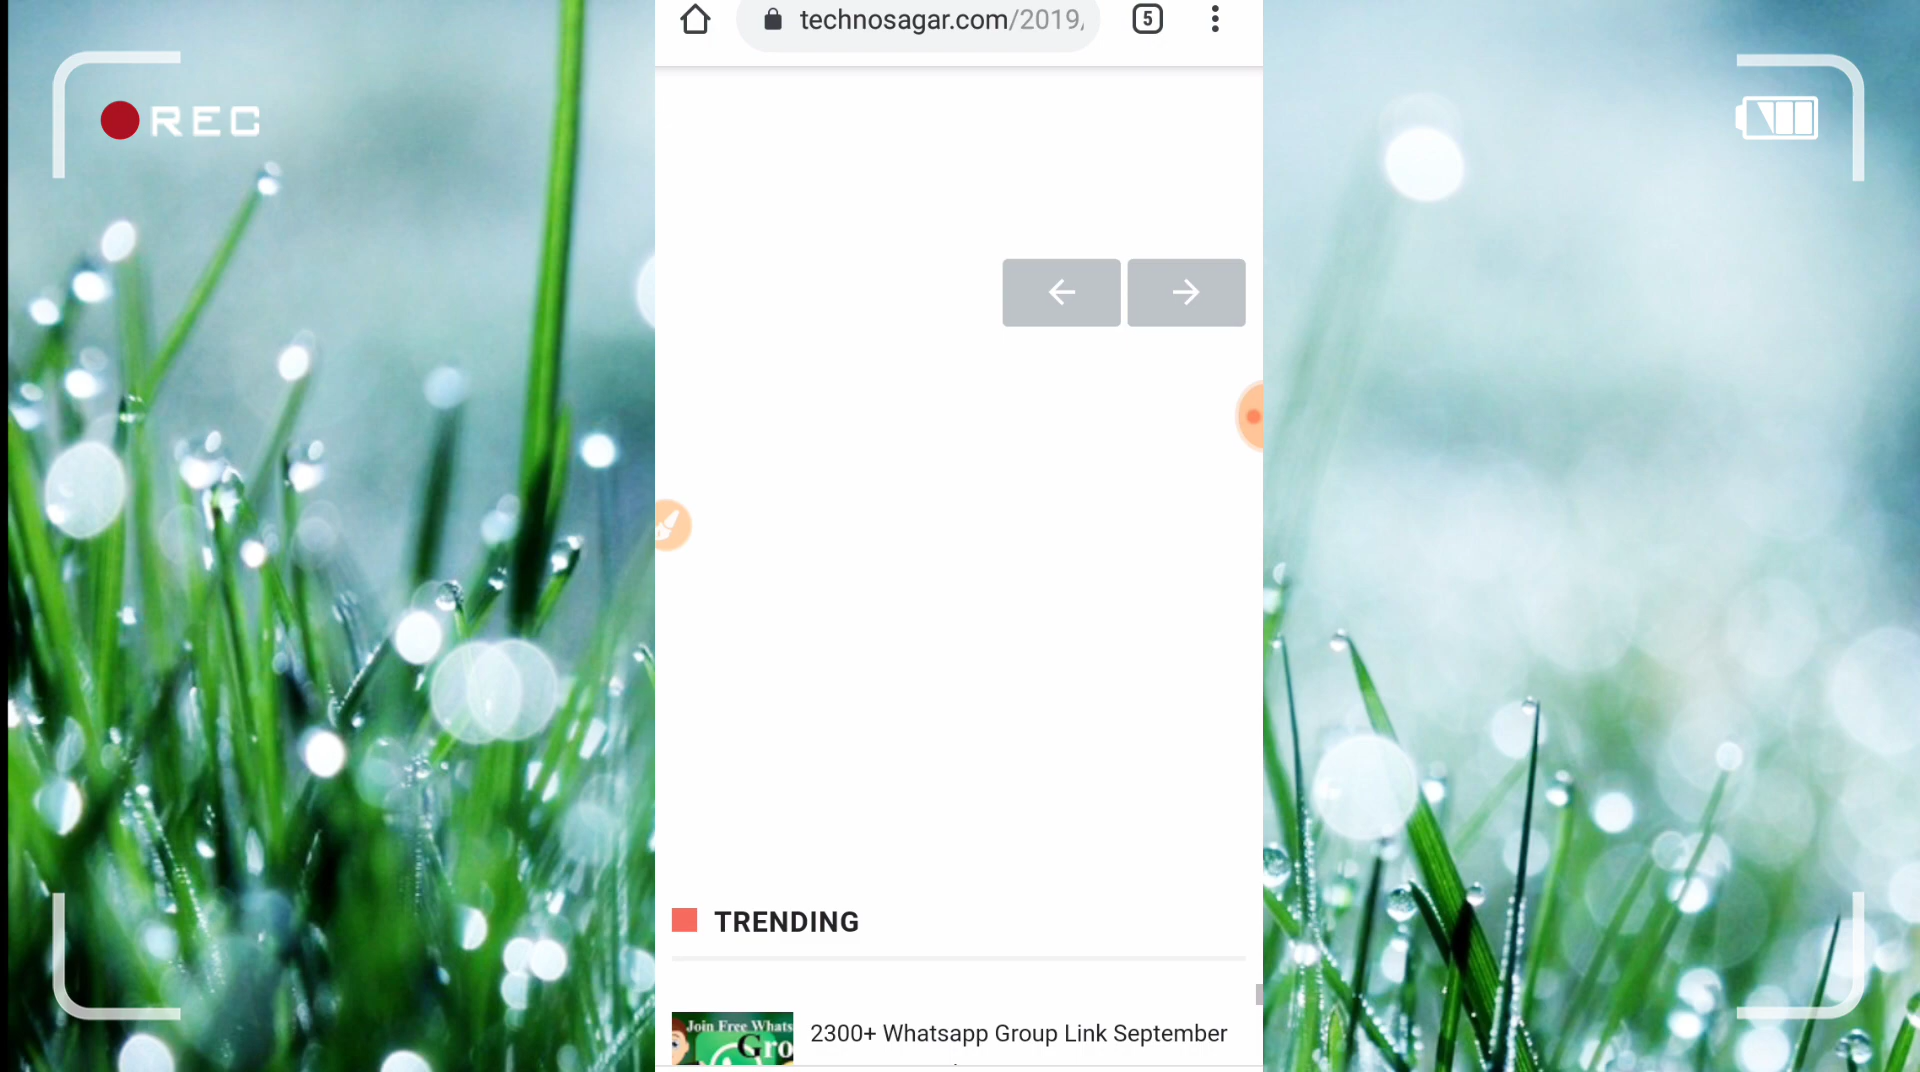 technosagar.com/2019,
5
REC
TRENDING
Join Free Whats
Gro
2300+ Whatsapp Group Link September